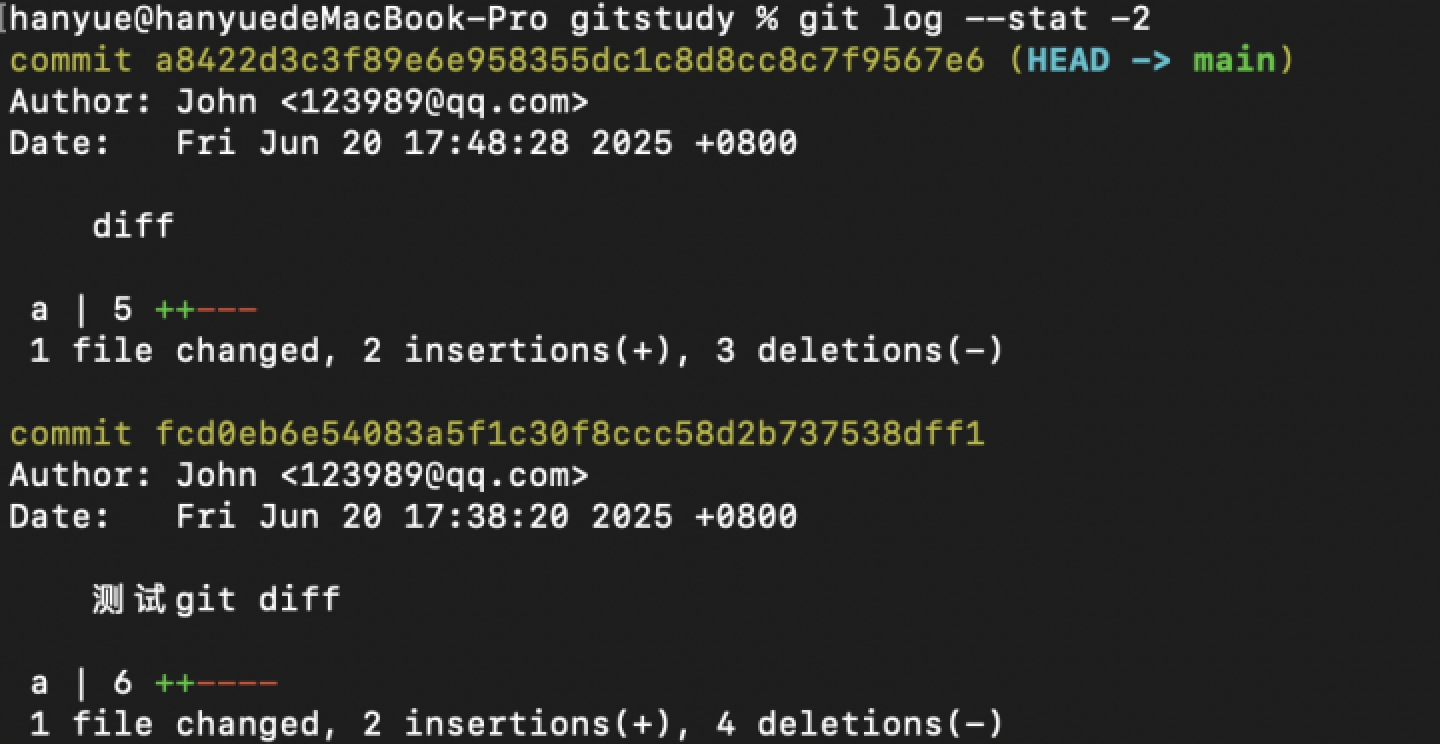 [hanyue@hanyuedeMacBook-Pro gitstudy % git log --stat -2
commit a8422d3c3f89e6e958355dc1c8d8cc8c7f9567e6 (HEAD -> main)
Author: John <123989@qq.com>
Date:   Fri Jun 20 17:48:28 2025 +0800
diff
a | 5 ++---
1 file changed, 2 insertions(+), 3 deletions(-)
commit fcd0eb6e54083a5f1c30f8ccc58d2b737538dff1
Author: John <123989@qq.com>
Date:   Fri Jun 20 17:38:20 2025 +0800
测试git diff
a | 6 ++----
1 file changed, 2 insertions(+), 4 deletions(-)